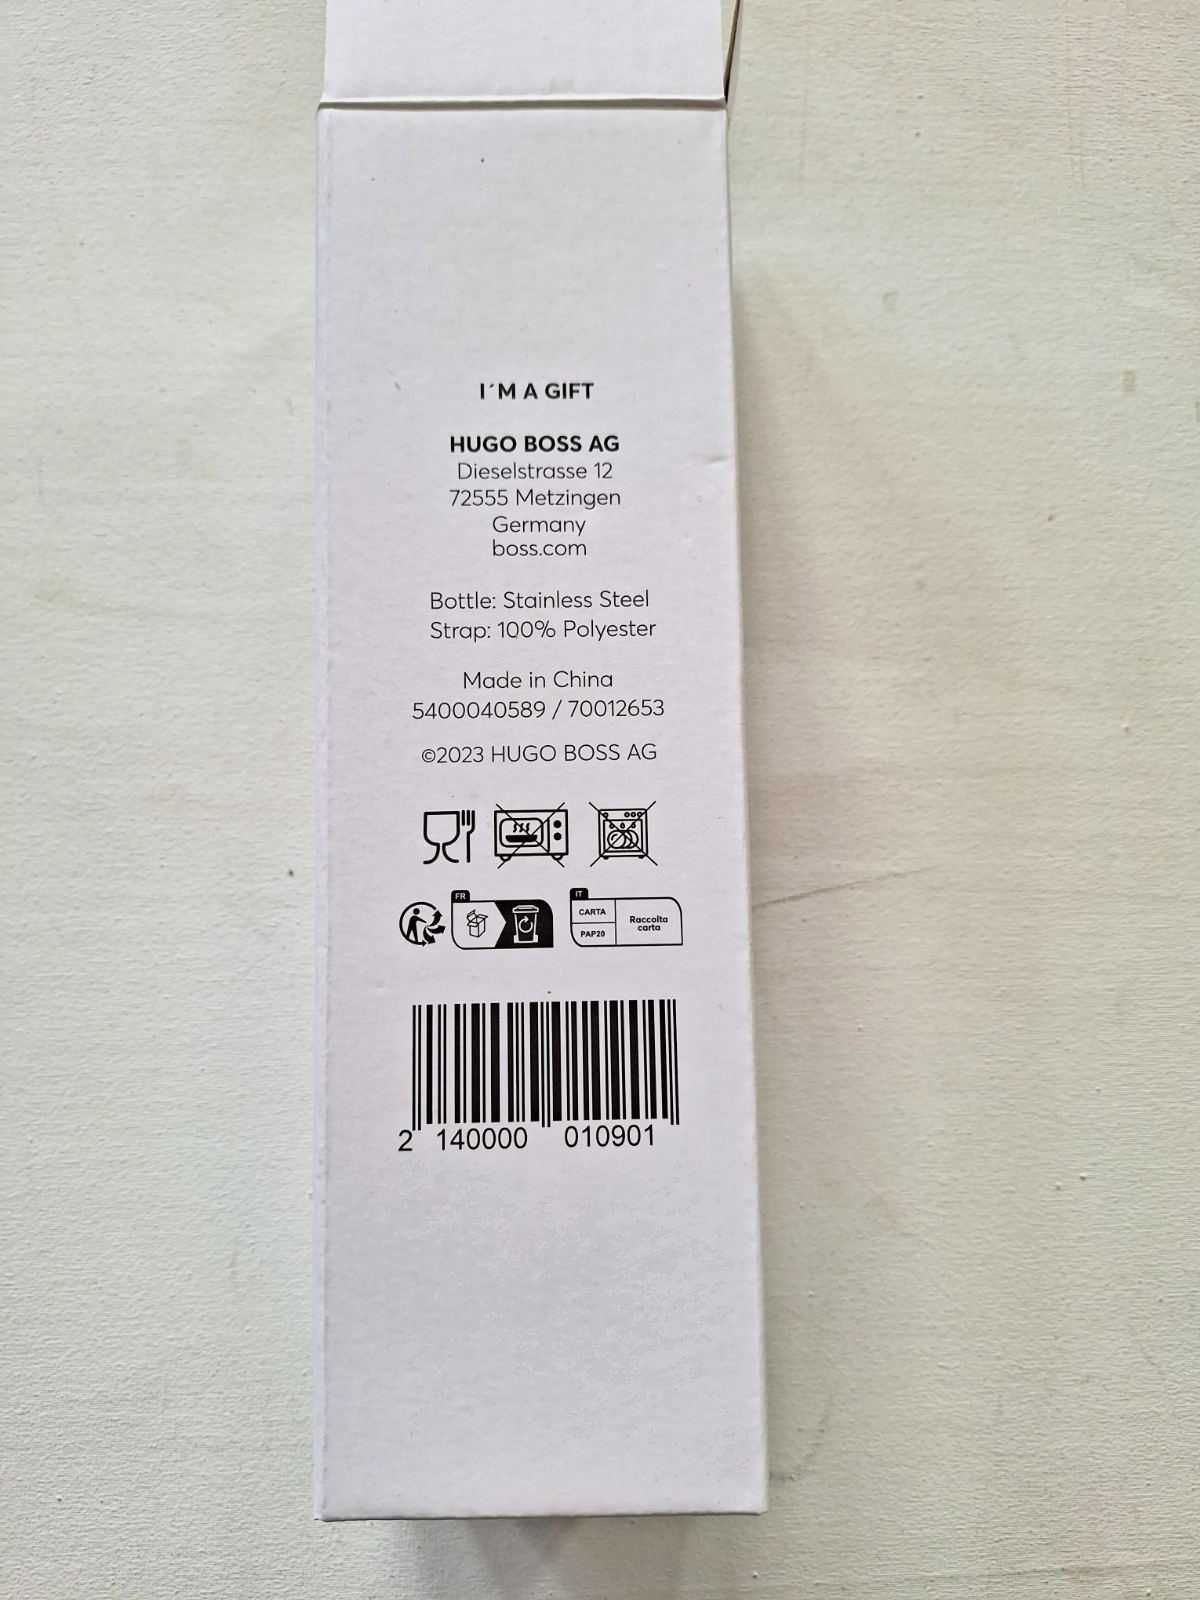 I´M A GIFT
HUGO BOSS AG
Dieselstrasse 12
72555 Metzingen
Germany
boss.com
Bottle: Stainless Steel
Strap: 100% Polyester
Made in China
5400040589 / 70012653
©2023 HUGO BOSS AG
FR
IT
CARTA
PAP20
Raccolta
carta
2 140000 010901